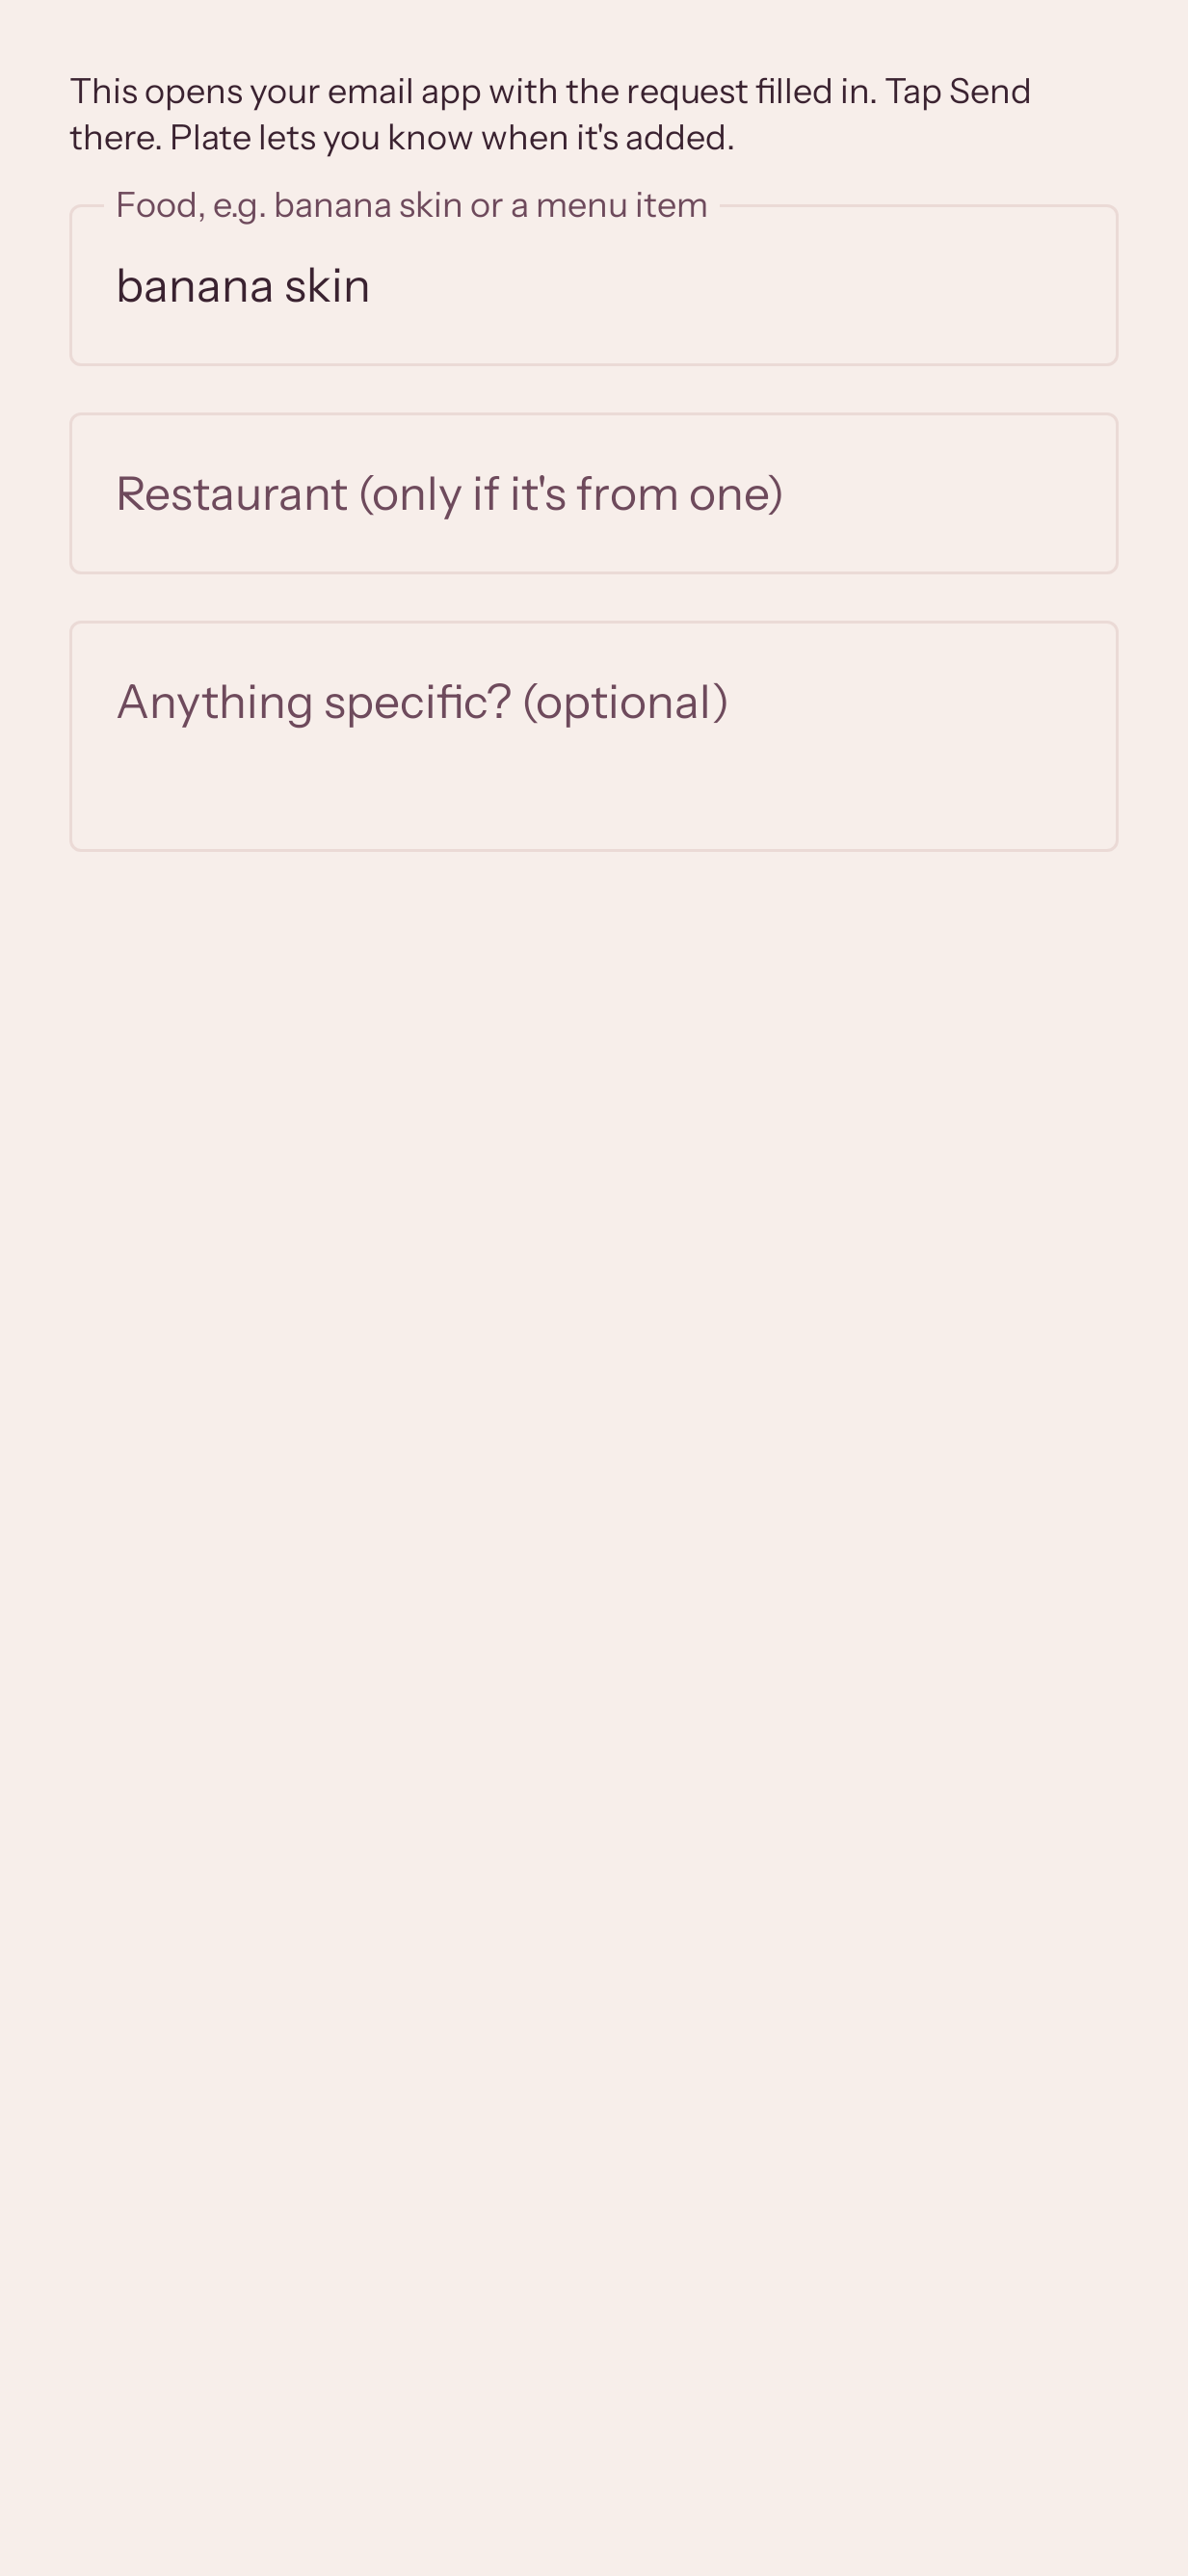 This opens your email app with the request filled in. Tap Send
there. Plate lets you know when it's added.
Food, e.g. banana skin or a menu item
banana skin
Restaurant (only if it's from one)
Anything specific? (optional)